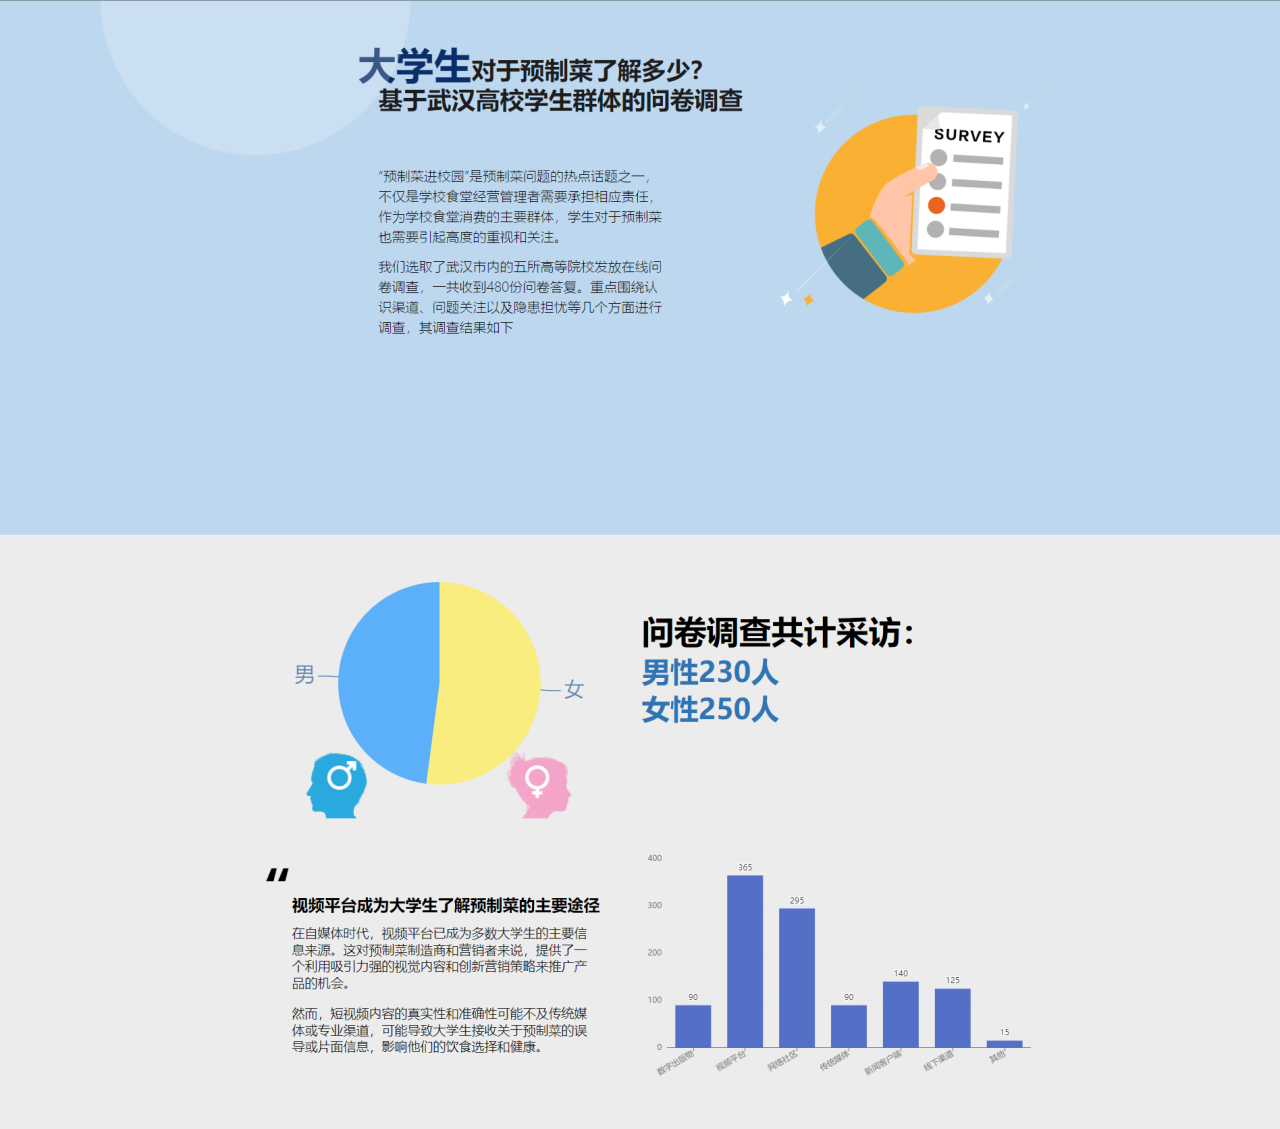 大学生对于预制菜了解多少？
基于武汉高校学生群体的问卷调查
“预制菜进校园”是预制菜问题的热点话题之一，
不仅是学校食堂经营管理者需要承担相应责任，
作为学校食堂消费的主要群体，学生对于预制菜
也需要引起高度的重视和关注。
我们选取了武汉市内的五所高等院校发放在线问
卷调查，一共收到480份问卷答复。重点围绕认
识渠道、问题关注以及隐患担忧等几个方面进行
调查，其调查结果如下
SURVEY
男
女
问卷调查共计采访：
男性230人
女性250人
“
视频平台成为大学生了解预制菜的主要途径
在自媒体时代，视频平台已成为多数大学生的主要信
息来源。这对预制菜制造商和营销者来说，提供了一
个利用吸引力强的视觉内容和创新营销策略来推广产
品的机会。
然而，短视频内容的真实性和准确性可能不及传统媒
体或专业渠道，可能导致大学生接收关于预制菜的误
导或片面信息，影响他们的饮食选择和健康。
400
300
200
100
0
90
365
295
90
140
125
15
数字出版物
视频平台
网络社区
传统媒体
新闻客户端
线下渠道
其他